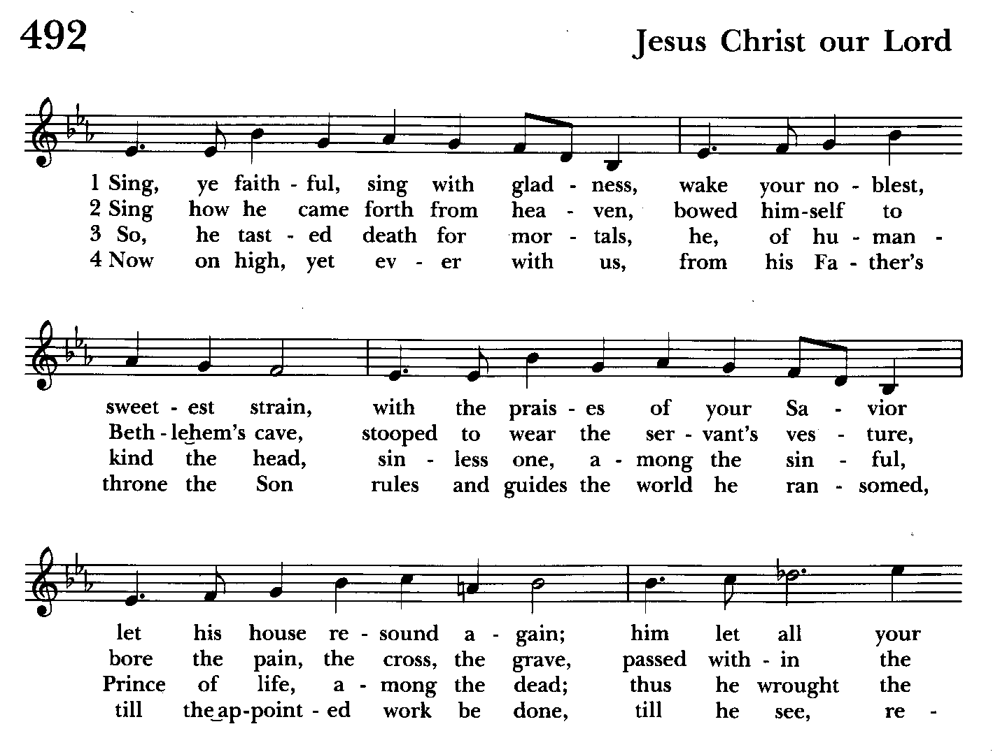 492
Jesus Christ our Lord
1 Sing, ye faith - ful, sing with glad - ness, wake your no - blest,
2 Sing how he came forth from hea - ven, bowed him-self to
3 So, he tast - ed death for mor - tals, he, of hu - man -
4 Now on high, yet ev - er with us, from his Fa - ther's
sweet - est strain, with the prais - es of your Sa - vior
Beth - lehem's cave, stooped to wear the ser - vant's ves - ture,
kind the head, sin - less one, a - mong the sin - ful,
throne the Son rules and guides the world he ran - somed,
let his house re - sound a - gain; him let all your
bore the pain, the cross, the grave, passed with - in the
Prince of life, a - mong the dead; thus he wrought the
till the ap-point - ed work be done, till he see, re -